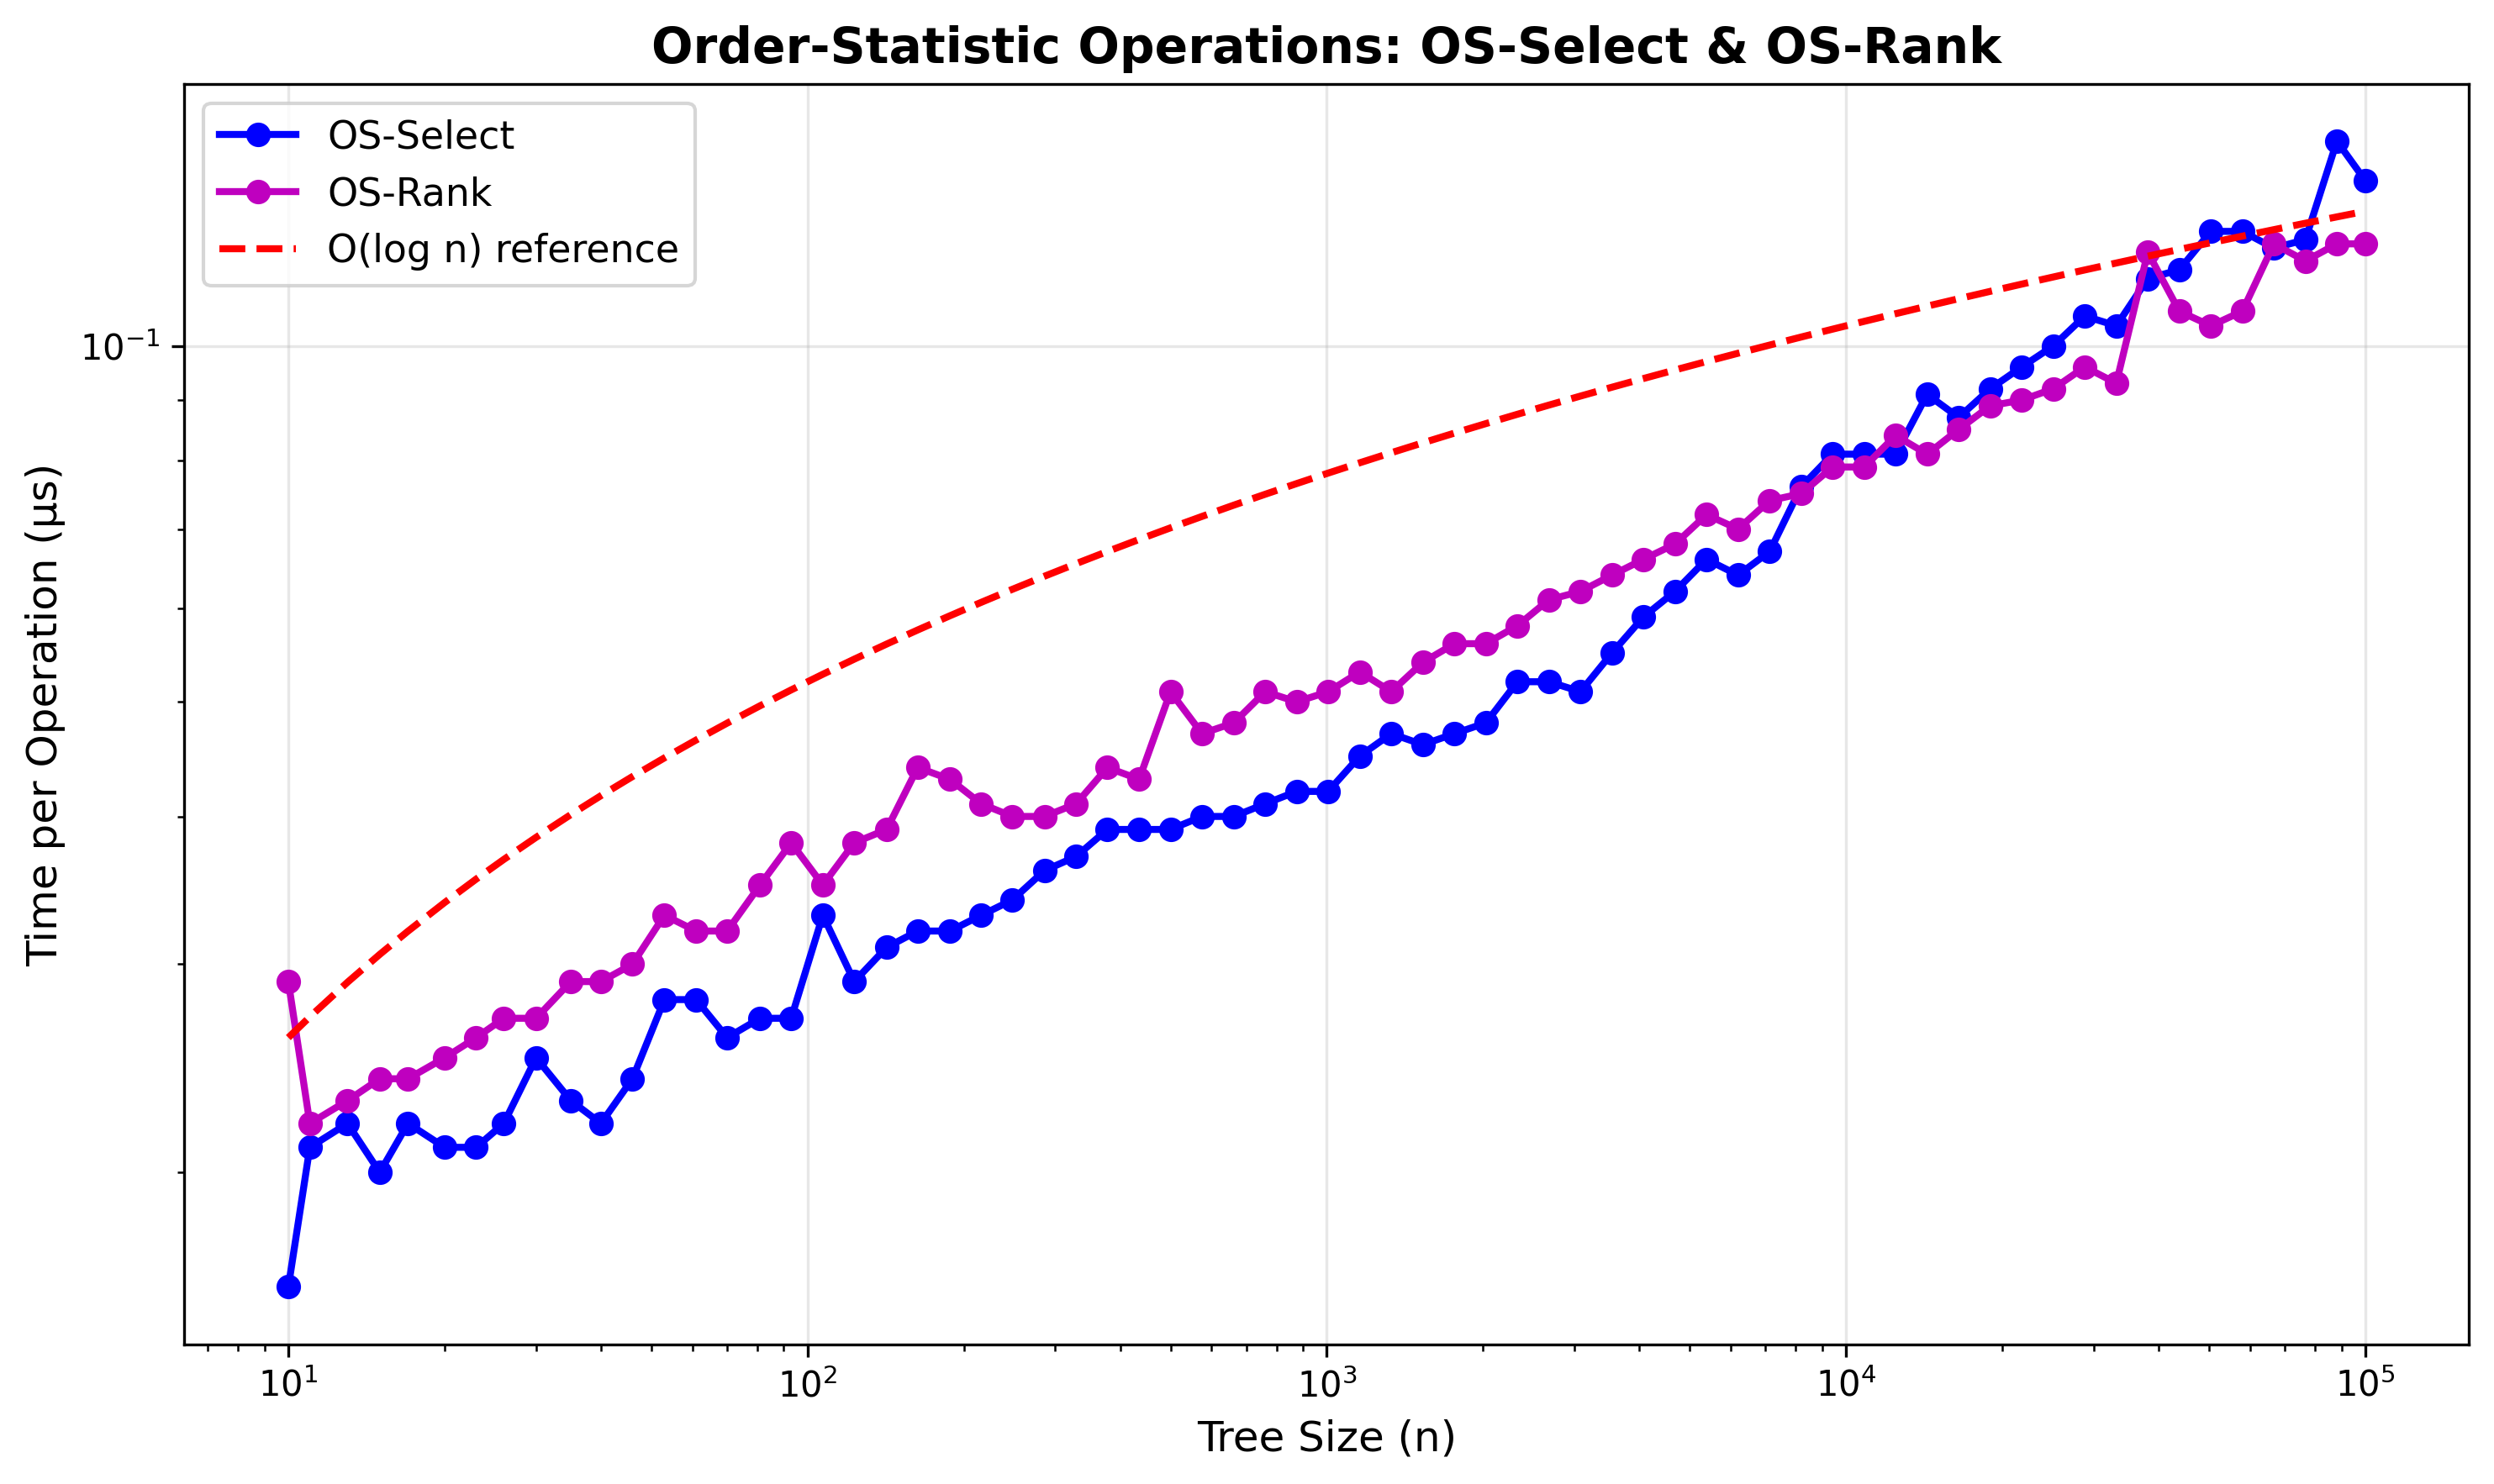 Order-Statistic Operations: OS-Select & OS-Rank
OS-Select
OS-Rank
O(log n) reference
Time per Operation (µs)
10⁻¹
10¹
10²
10³
10⁴
10⁵
Tree Size (n)